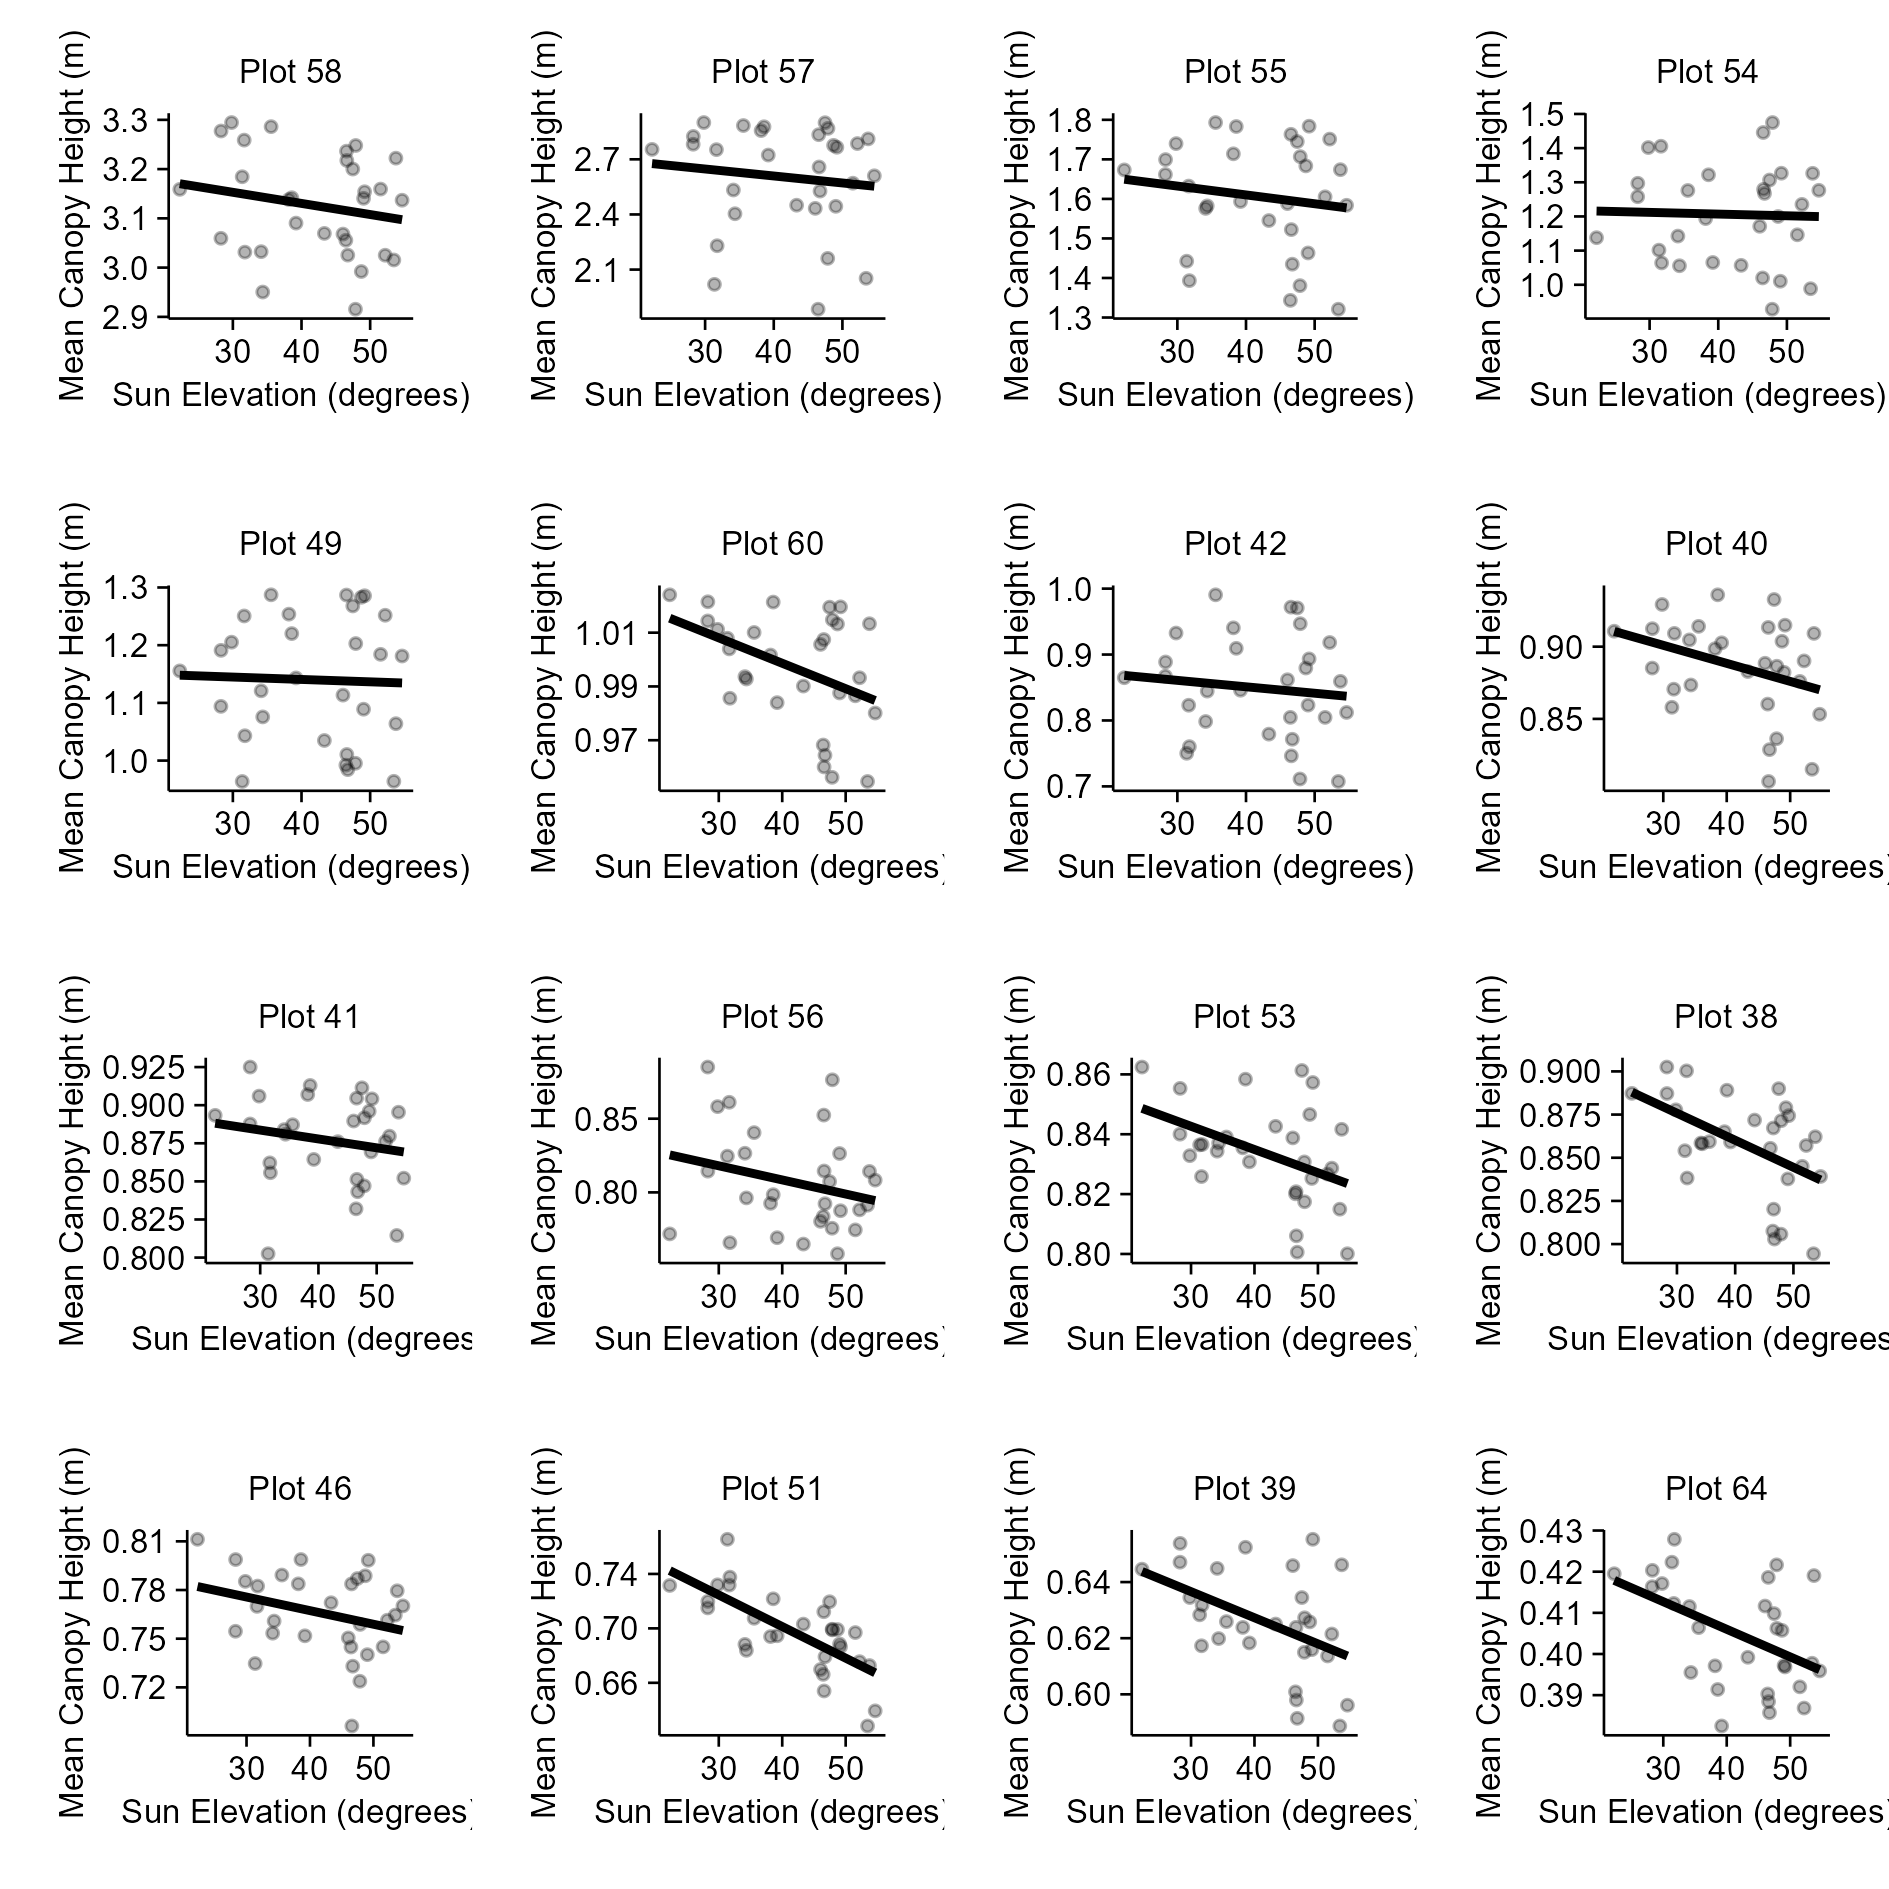 Plot 58
Mean Canopy Height (m)
3.3
3.2
3.1
3.0
2.9
30 40 50
Sun Elevation (degrees)
Plot 57
Mean Canopy Height (m)
2.7
2.4
2.1
30 40 50
Sun Elevation (degrees)
Plot 55
Mean Canopy Height (m)
1.8
1.7
1.6
1.5
1.4
1.3
30 40 50
Sun Elevation (degrees)
Plot 54
Mean Canopy Height (m)
1.5
1.4
1.3
1.2
1.1
1.0
30 40 50
Sun Elevation (degrees)
Plot 49
Mean Canopy Height (m)
1.3
1.2
1.1
1.0
30 40 50
Sun Elevation (degrees)
Plot 60
Mean Canopy Height (m)
1.01
0.99
0.97
30 40 50
Sun Elevation (degrees)
Plot 42
Mean Canopy Height (m)
1.0
0.9
0.8
0.7
30 40 50
Sun Elevation (degrees)
Plot 40
Mean Canopy Height (m)
0.90
0.85
30 40 50
Sun Elevation (degrees)
Plot 41
Mean Canopy Height (m)
0.925
0.900
0.875
0.850
0.825
0.800
30 40 50
Sun Elevation (degrees
Plot 56
Mean Canopy Height (m)
0.85
0.80
30 40 50
Sun Elevation (degrees)
Plot 53
Mean Canopy Height (m)
0.86
0.84
0.82
0.80
30 40 50
Sun Elevation (degrees)
Plot 38
Mean Canopy Height (m)
0.900
0.875
0.850
0.825
0.800
30 40 50
Sun Elevation (degrees
Plot 46
Mean Canopy Height (m)
0.81
0.78
0.75
0.72
30 40 50
Sun Elevation (degrees)
Plot 51
Mean Canopy Height (m)
0.74
0.70
0.66
30 40 50
Sun Elevation (degrees)
Plot 39
Mean Canopy Height (m)
0.64
0.62
0.60
30 40 50
Sun Elevation (degrees)
Plot 64
Mean Canopy Height (m)
0.43
0.42
0.41
0.40
0.39
30 40 50
Sun Elevation (degrees)